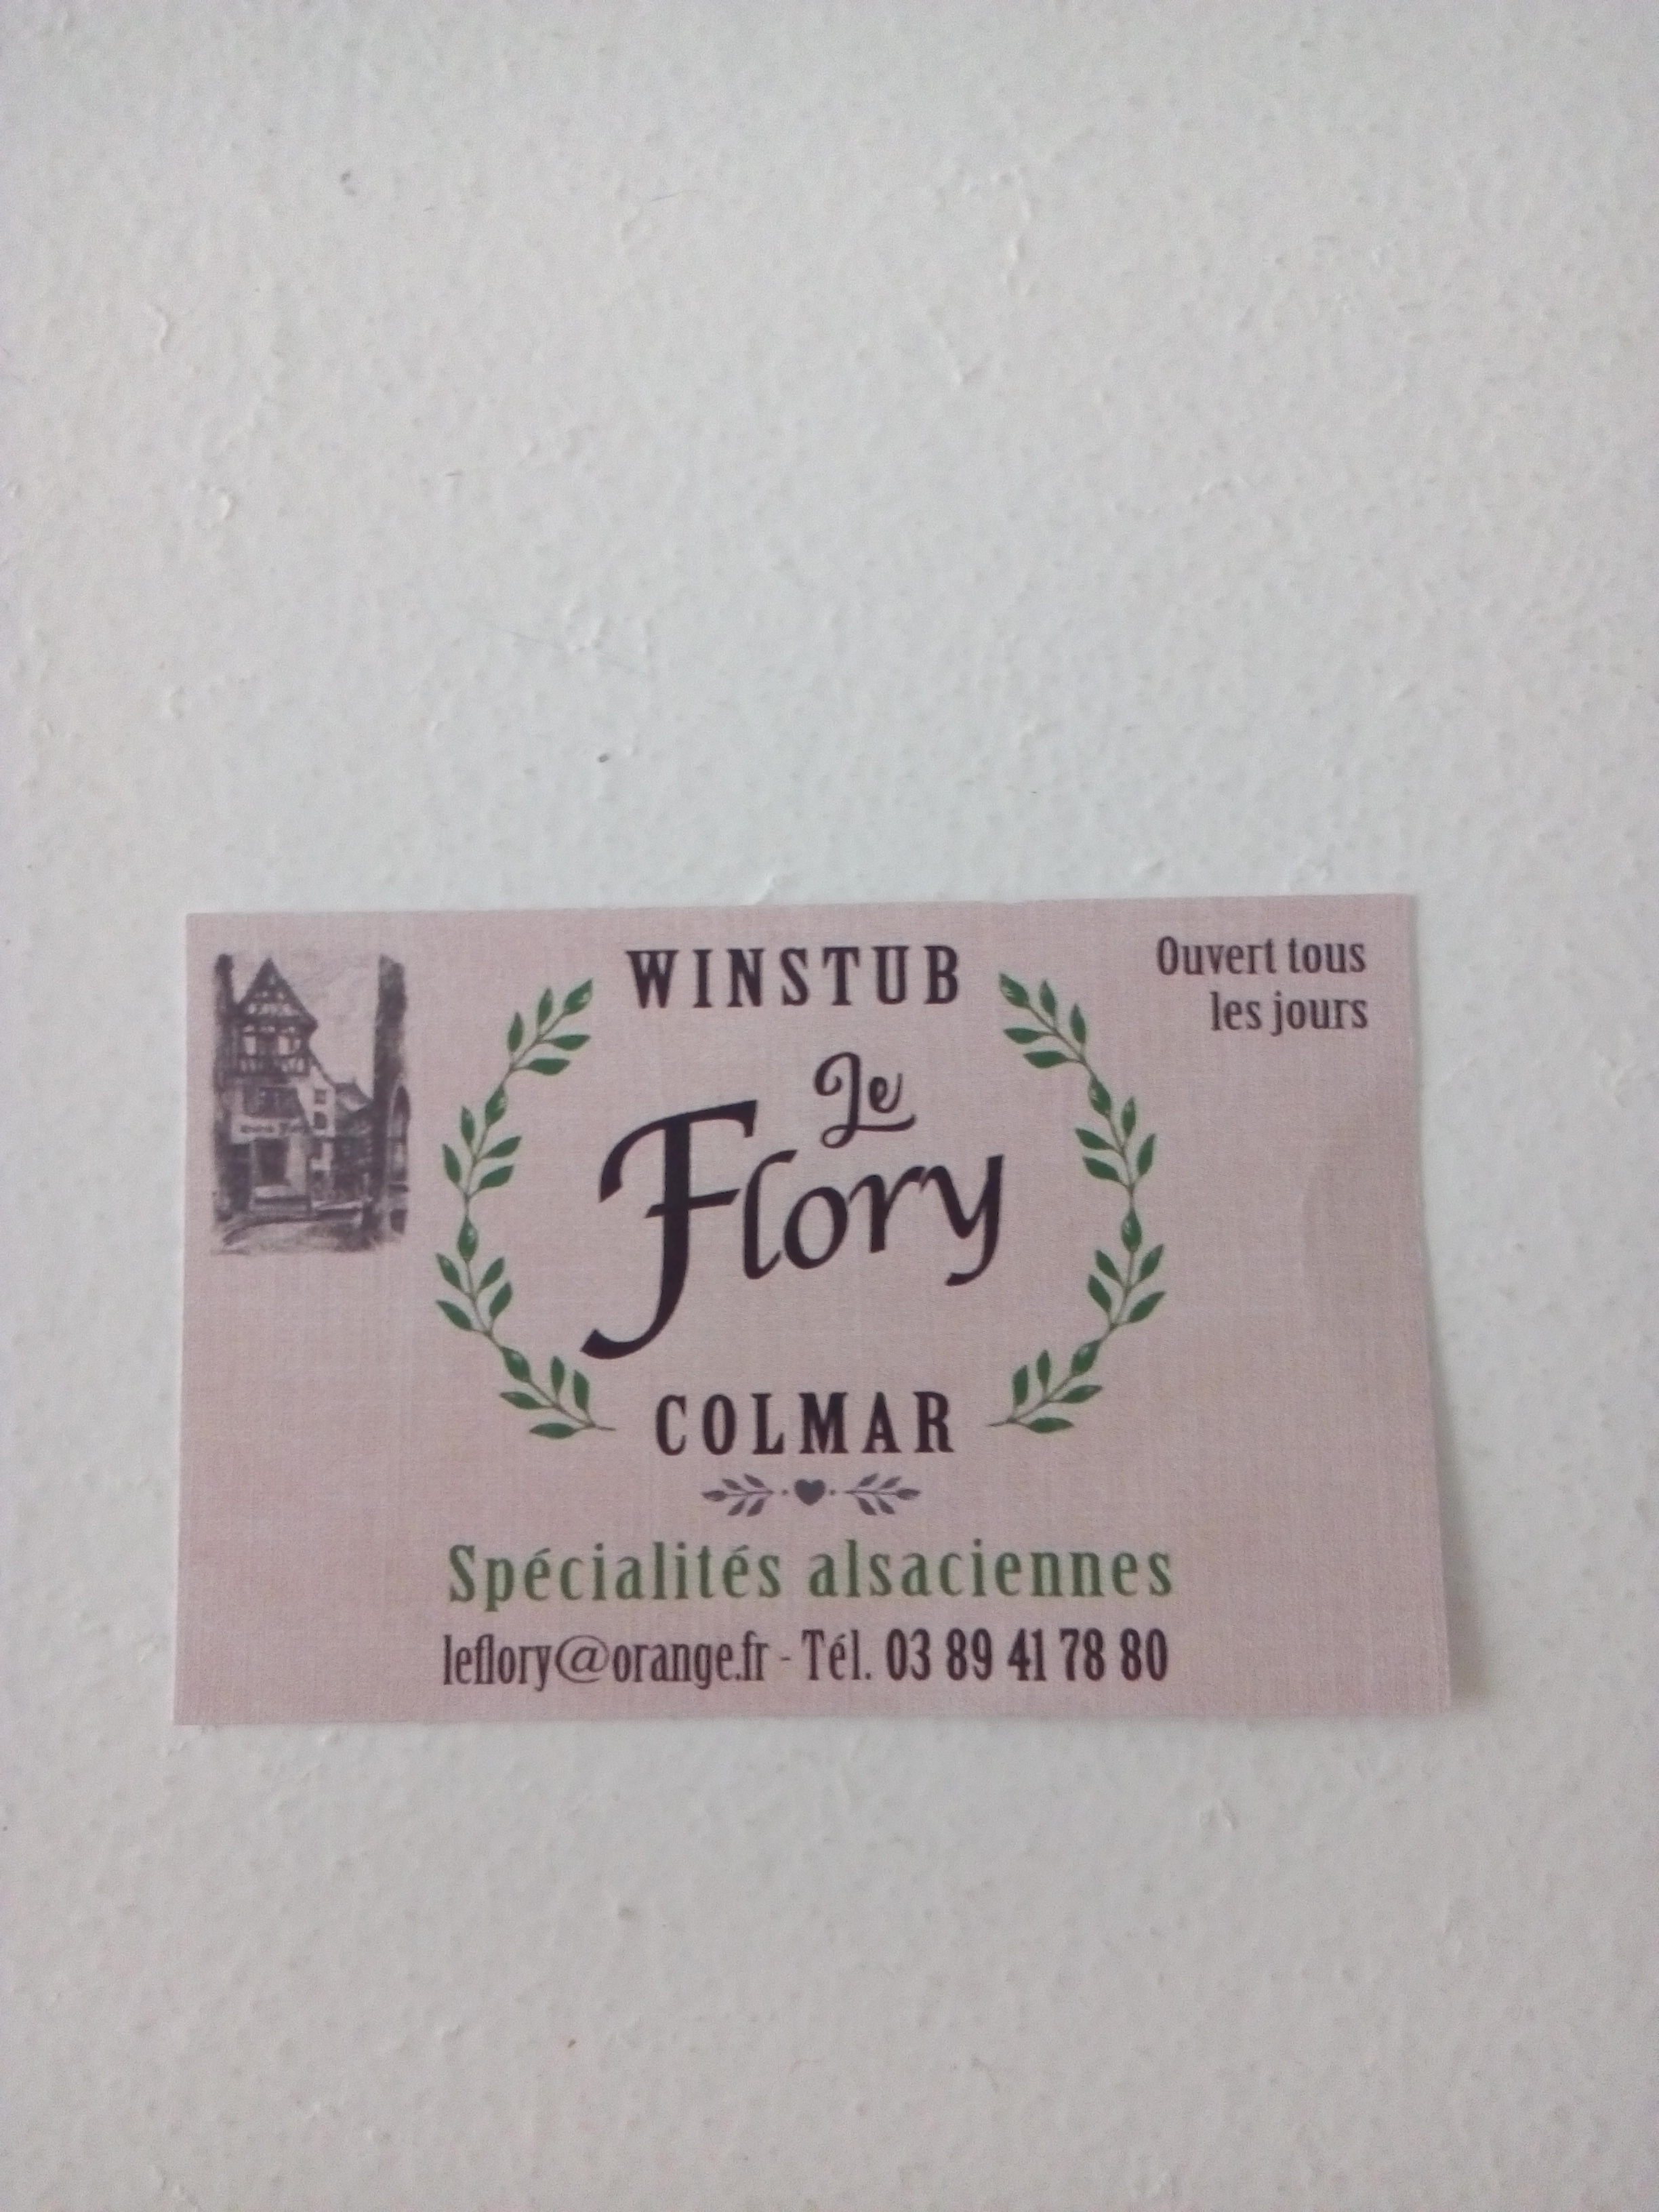 WINSTUB
Ouvert tous
les jours
Le
Flory
COLMAR
Spécialités alsaciennes
leflory@orange.fr - Tél. 03 89 41 78 80